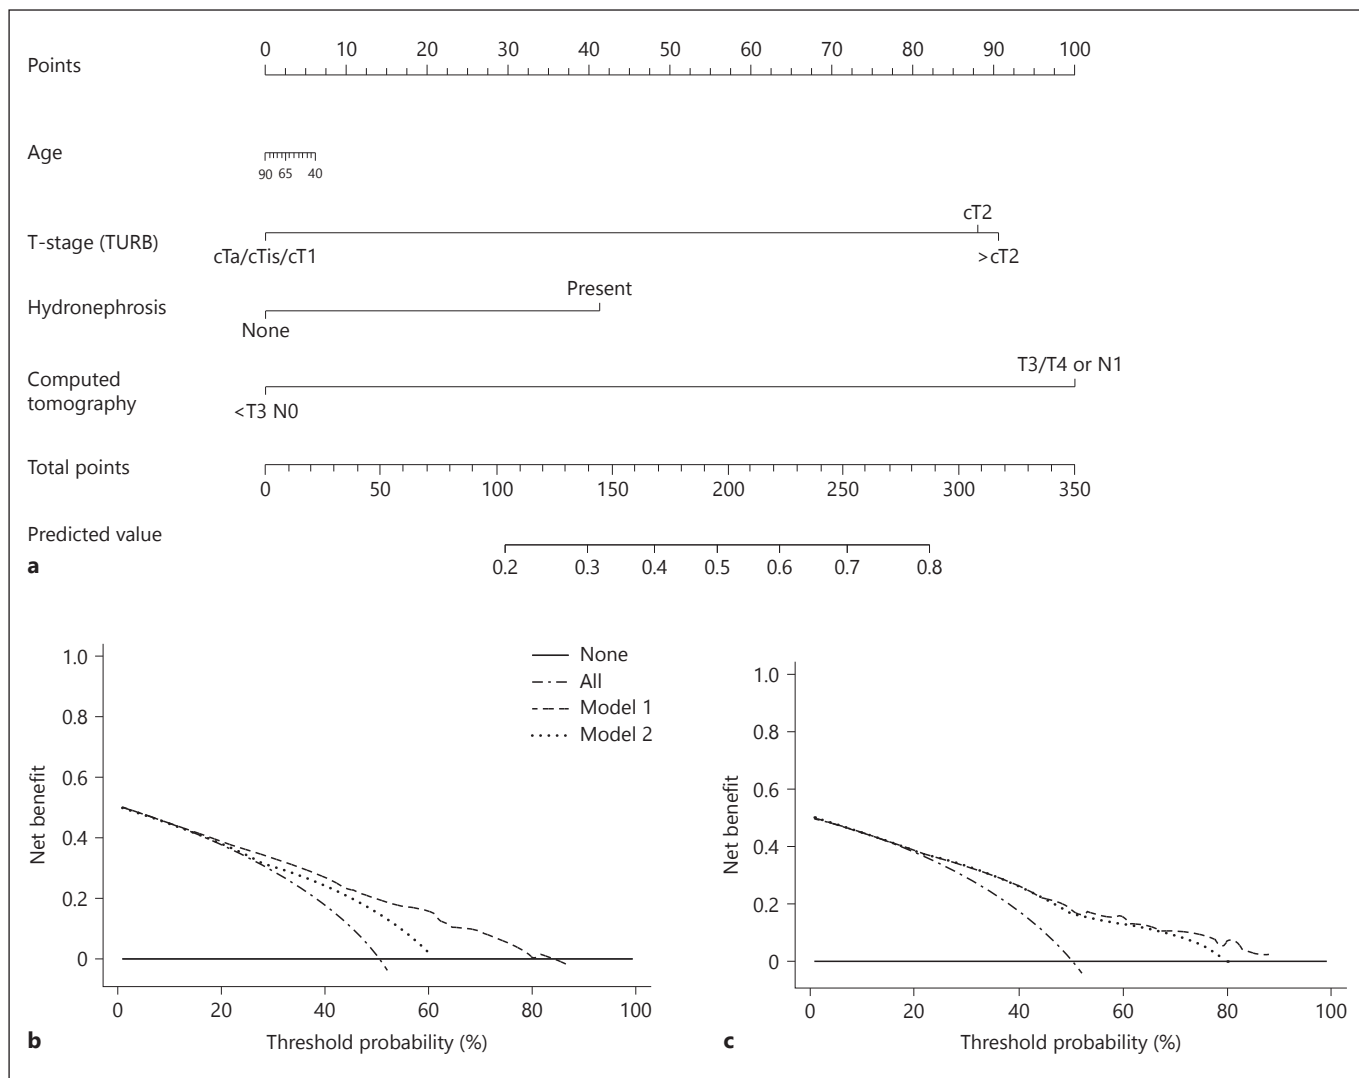 Points
0 10 20 30 40 50 60 70 80 90 100
Age
90 65 40
cT2
T-stage (TURB)
cTa/cTis/cT1
>cT2
Present
Hydronephrosis
None
T3/T4 or N1
Computed
tomography
<T3 N0
Total points
0 50 100 150 200 250 300 350
Predicted value
0.2 0.3 0.4 0.5 0.6 0.7 0.8
a
1.0
0.8
0.6
0.4
0.2
0
Net benefit
None
All
Model 1
Model 2
0 20 40 60 80 100
Threshold probability (%)
b
1.0
0.8
0.6
0.4
0.2
0
Net benefit
0 20 40 60 80 100
Threshold probability (%)
c